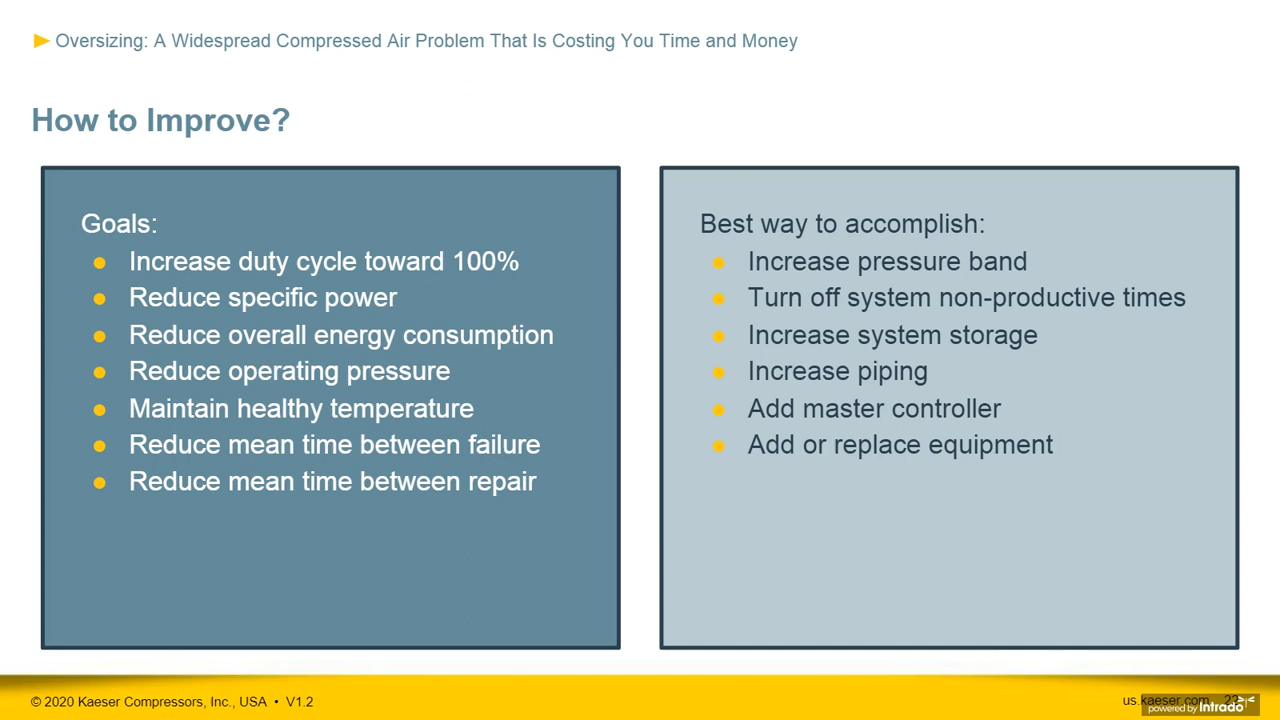 Oversizing: A Widespread Compressed Air Problem That Is Costing You Time and Money
How to Improve?
Goals:
● Increase duty cycle toward 100%
● Reduce specific power
● Reduce overall energy consumption
● Reduce operating pressure
● Maintain healthy temperature
● Reduce mean time between failure
● Reduce mean time between repair
Best way to accomplish:
● Increase pressure band
● Turn off system non-productive times
● Increase system storage
● Increase piping
● Add master controller
● Add or replace equipment
© 2020 Kaeser Compressors, Inc., USA • V1.2
us.kaeser.com
powered by Intrado